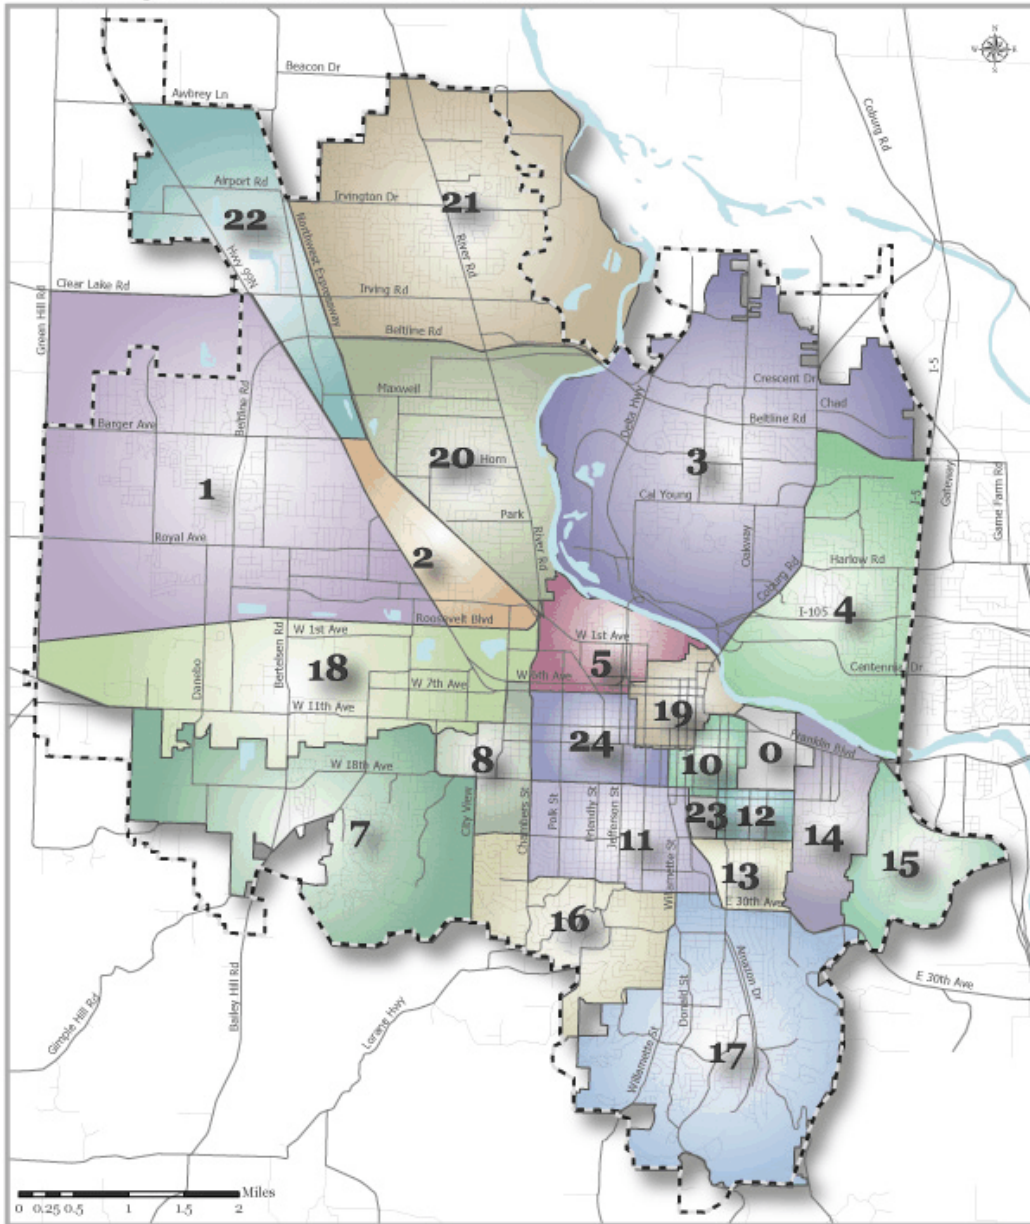 N
W
E
S
Beacon Dr
Awbrey Ln
Coburg Rd
Airport Rd
Irvington Dr
21
22
Northwest Expressway
River Rd
Hwy 99N
Clear Lake Rd
Irving Rd
Green Hill Rd
Beltline Rd
I-5
Maxwell
Crescent Dr
Delta Hwy
Chad
Beltline Rd
Beltline Rd
Barger Ave
20
Horn
3
Gateway
Game Farm Rd
1
Cal Young
I-5
Park
Royal Ave
River Rd
Oakway
2
Harlow Rd
Coburg Rd
4
I-105
Roosevelt Blvd
W 1st Ave
W 1st Ave
Bertelsen Rd
18
5
Centennial Dr
Danebo
W 7th Ave
W 6th Ave
W 11th Ave
19
24
Franklin Blvd
0
8
10
W 18th Ave
City View
Chambers St
Polk St
Friendly St
Jefferson St
23
12
7
11
14
Willamette St
15
13
E 30th Ave
16
Amazon Dr
E 30th Ave
Donald St
Gimple Hill Rd
Bailey Hill Rd
Lorane Hwy
17
Willamette St
Miles
0 0.25 0.5 1 1.5 2